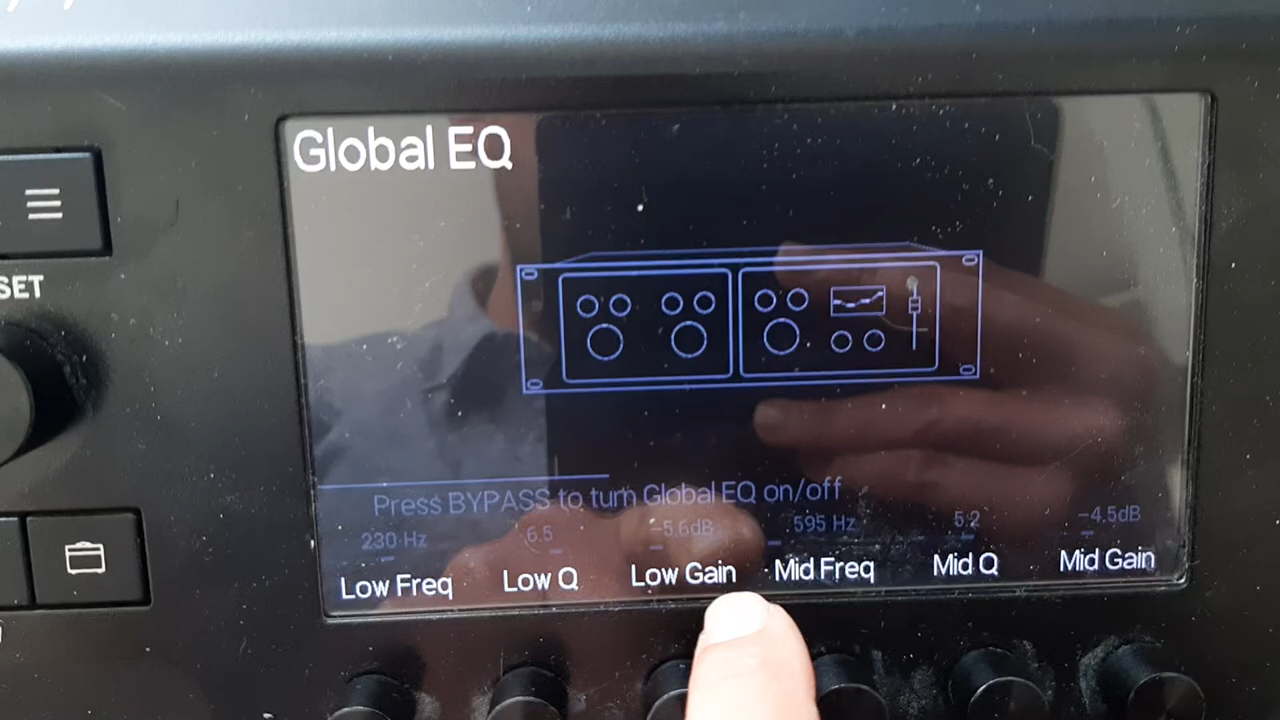 Global EQ
SET
Press BYPASS to turn Global EQ on/off
230 Hz 6.5 -5.6dB 595 Hz 5.2 -4.5dB
Low Freq Low Q Low Gain Mid Freq Mid Q Mid Gain